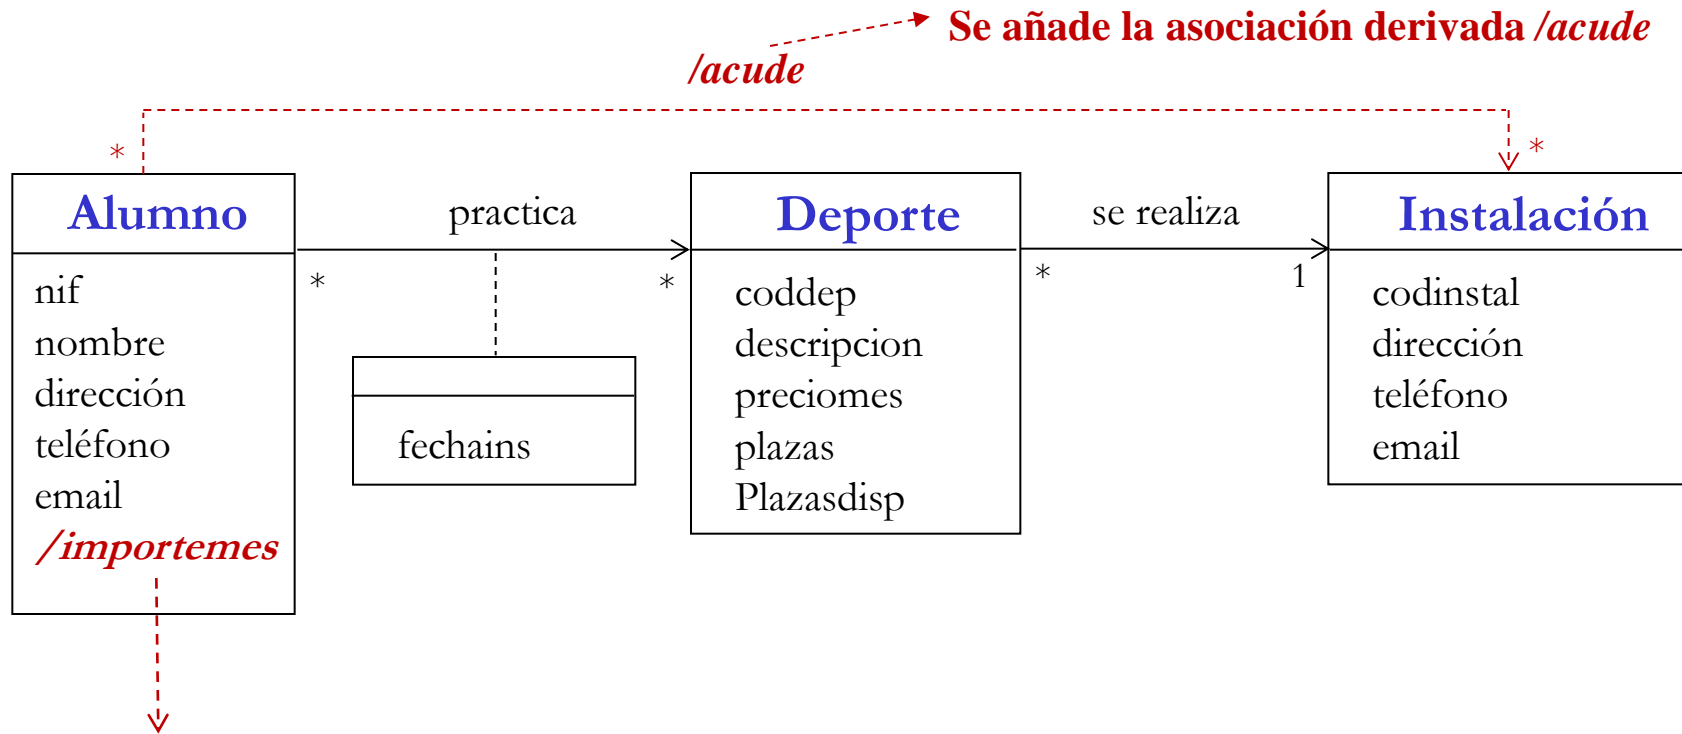 Se añade la asociación derivada /acude
/acude
* *
Alumno practica Deporte se realiza Instalación
* * * 1
nif
nombre
dirección
teléfono
email
/importemes
fechains
coddep
descripcion
preciomes
plazas
Plazasdisp
codinstal
dirección
teléfono
email